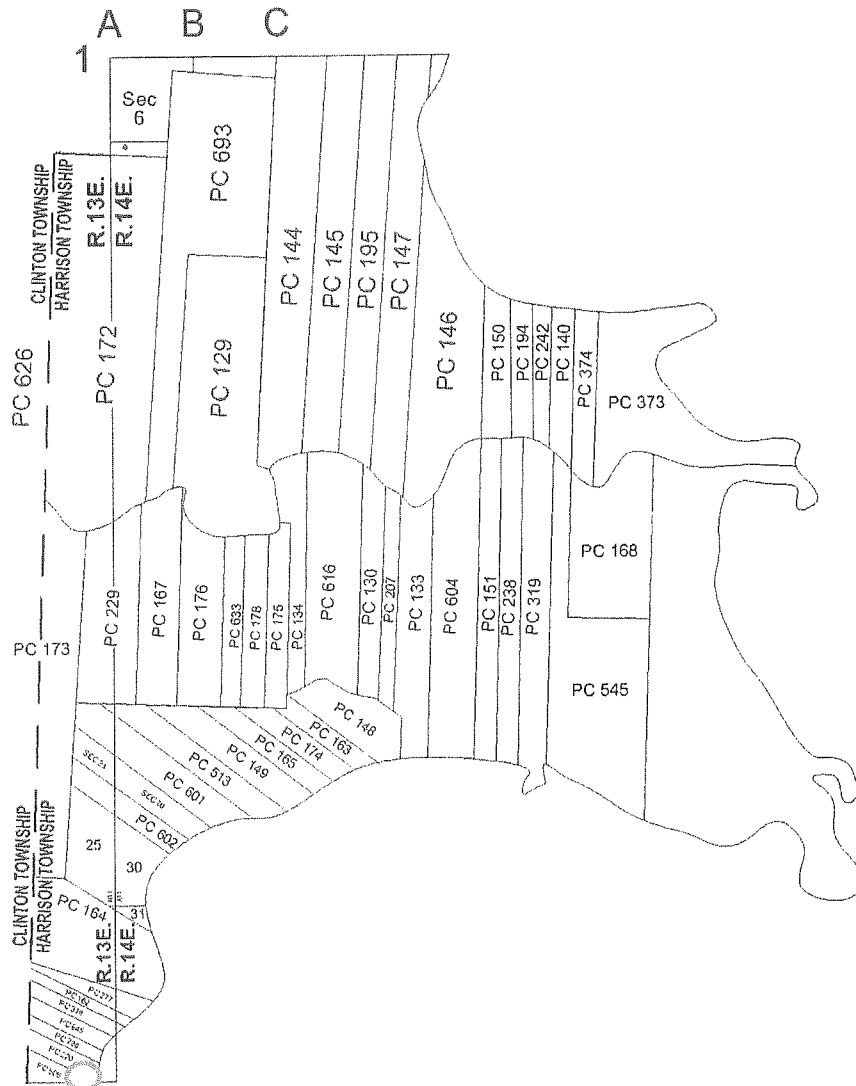 A B C
1
Sec
6
PC 693
CLINTON TOWNSHIP
HARRISON TOWNSHIP
R.13E.
R.14E.
PC 144
PC 145
PC 195
PC 147
PC 146
PC 150
PC 194
PC 242
PC 140
PC 374
PC 373
PC 626
PC 172
PC 129
PC 173
PC 229
PC 167
PC 176
PC 633
PC 178
PC 175
PC 134
PC 616
PC 130
PC 207
PC 133
PC 604
PC 151
PC 238
PC 319
PC 168
PC 545
PC 148
PC 163
PC 174
PC 165
PC 149
PC 513
PC 601
PC 602
25
30
31
PC 164
CLINTON TOWNSHIP
HARRISON TOWNSHIP
R.13E.
R.14E.
PC 277